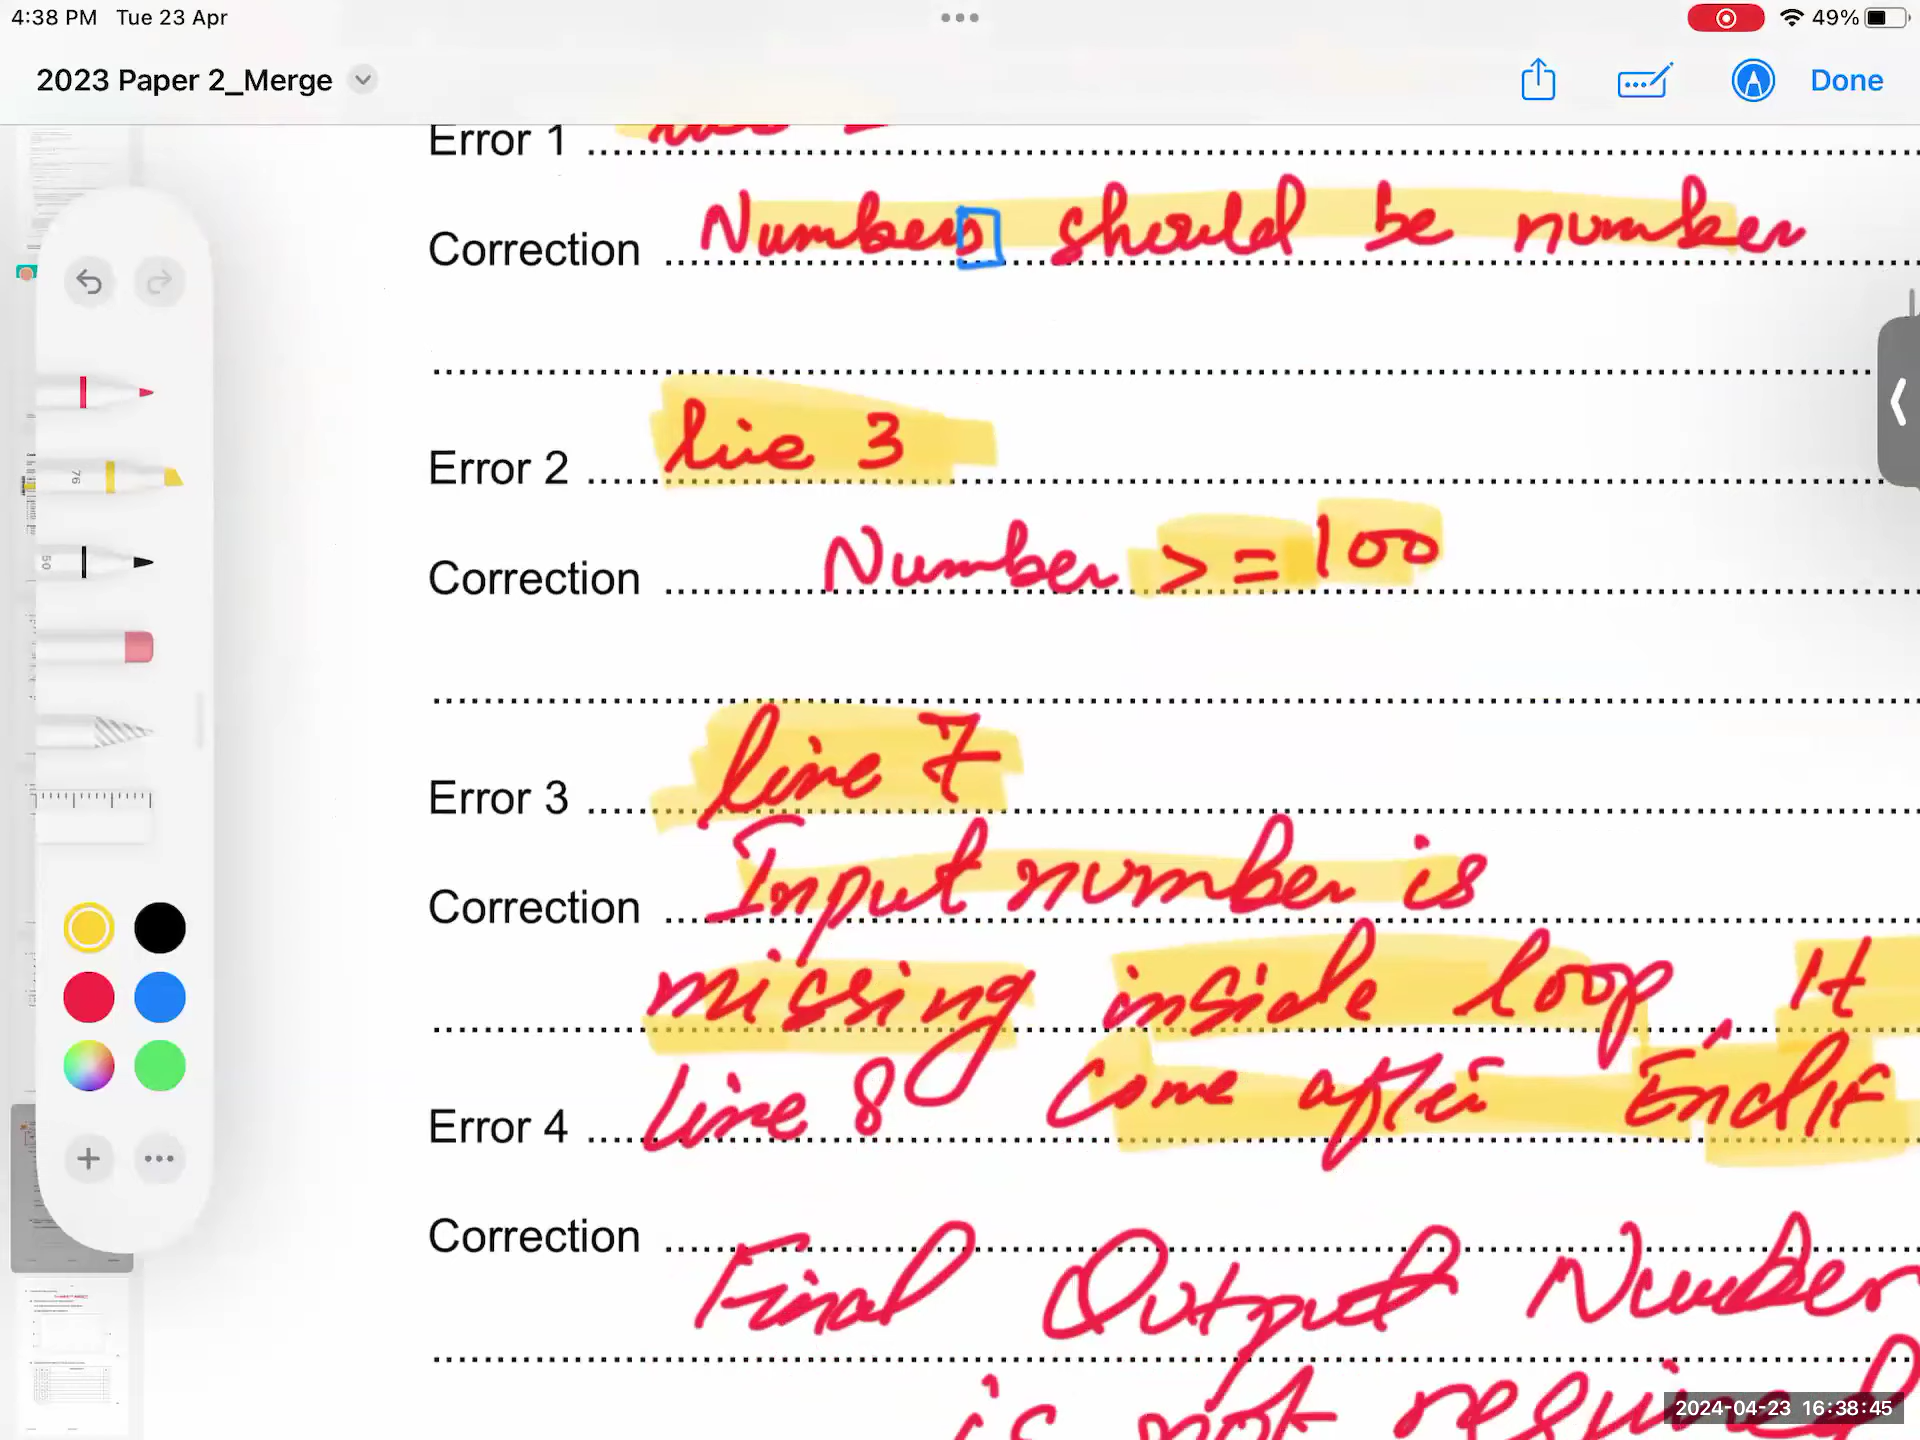 4:38 PM Tue 23 Apr
49%
2023 Paper 2_Merge
Done
Error 1
Correction Numbers should be number
Error 2 line 3
Correction Number >= 100
Error 3 line 7
Correction Input number is
missing inside loop It
Error 4 line 8 Come after EndIF
Correction Final Output Number
is not required
76
50
2024-04-23 16:38:45